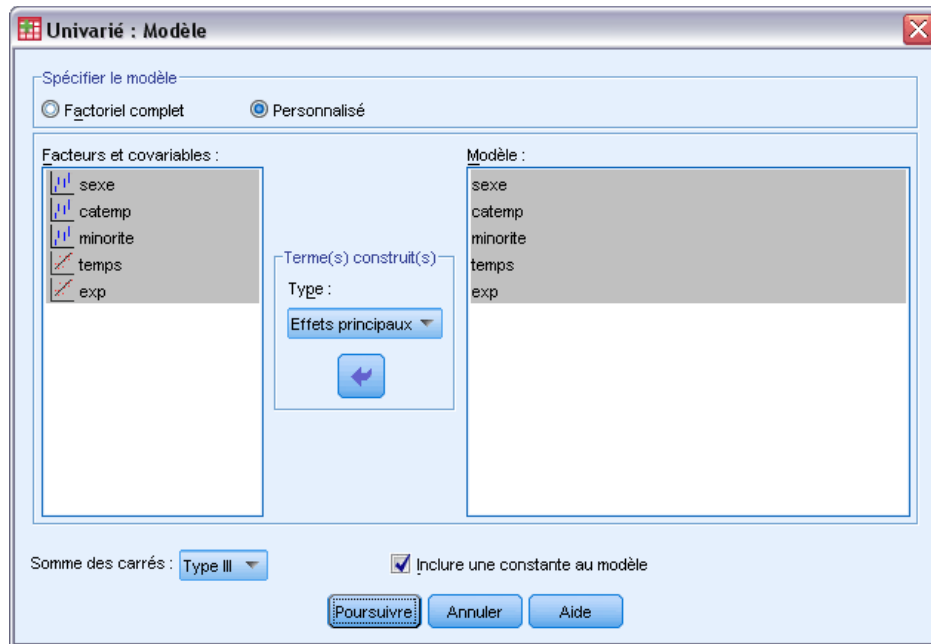 Univarié : Modèle
Spécifier le modèle
Factoriel complet
Personnalisé
Facteurs et covariables :
sexe
catemp
minorite
temps
exp
Terme(s) construit(s)
Type :
Effets principaux
Modèle :
sexe
catemp
minorite
temps
exp
Somme des carrés : Type III
Inclure une constante au modèle
Poursuivre
Annuler
Aide